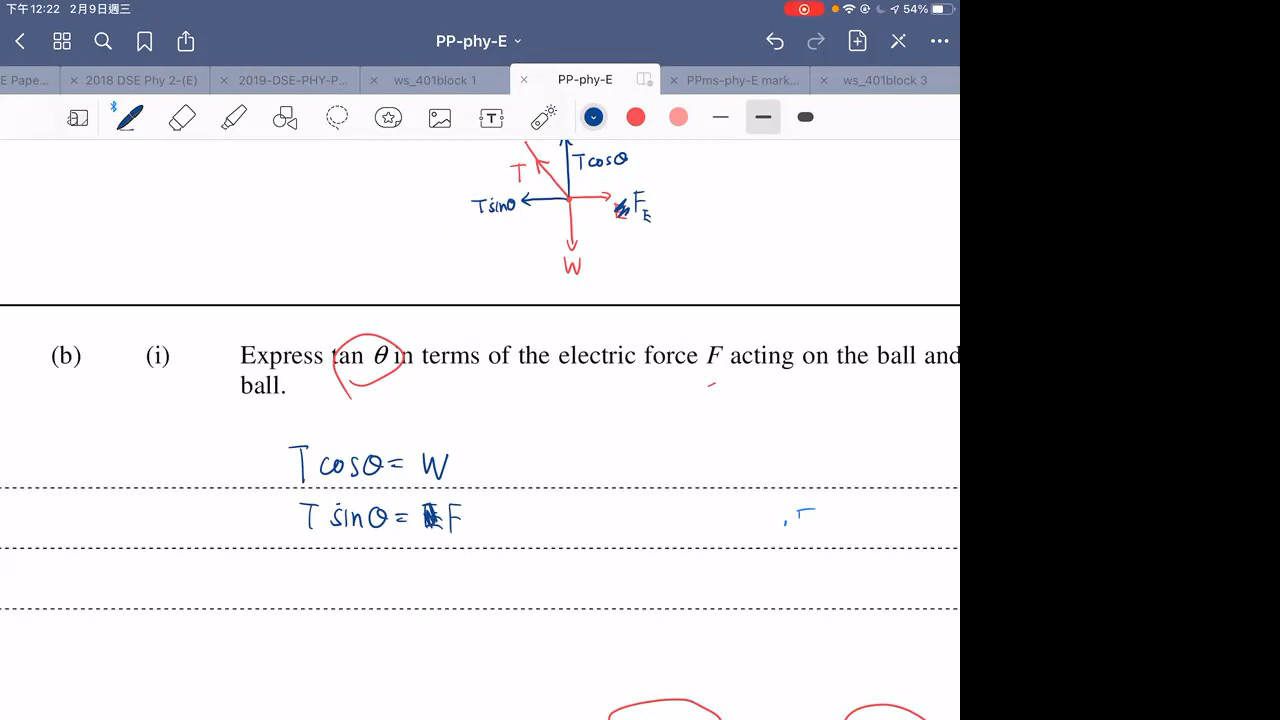 下午12:22 2月9日週三 54%
PP-phy-E
E Pape... 2018 DSE Phy 2-(E) 2019-DSE-PHY-P... ws_401block 1 PP-phy-E PPms-phy-E mark... ws_401block 3
T cosθ
T
T sinθ
F_E
W
(b) (i) Express tan θ in terms of the electric force F acting on the ball and
ball.
T cosθ = W
T sinθ = F